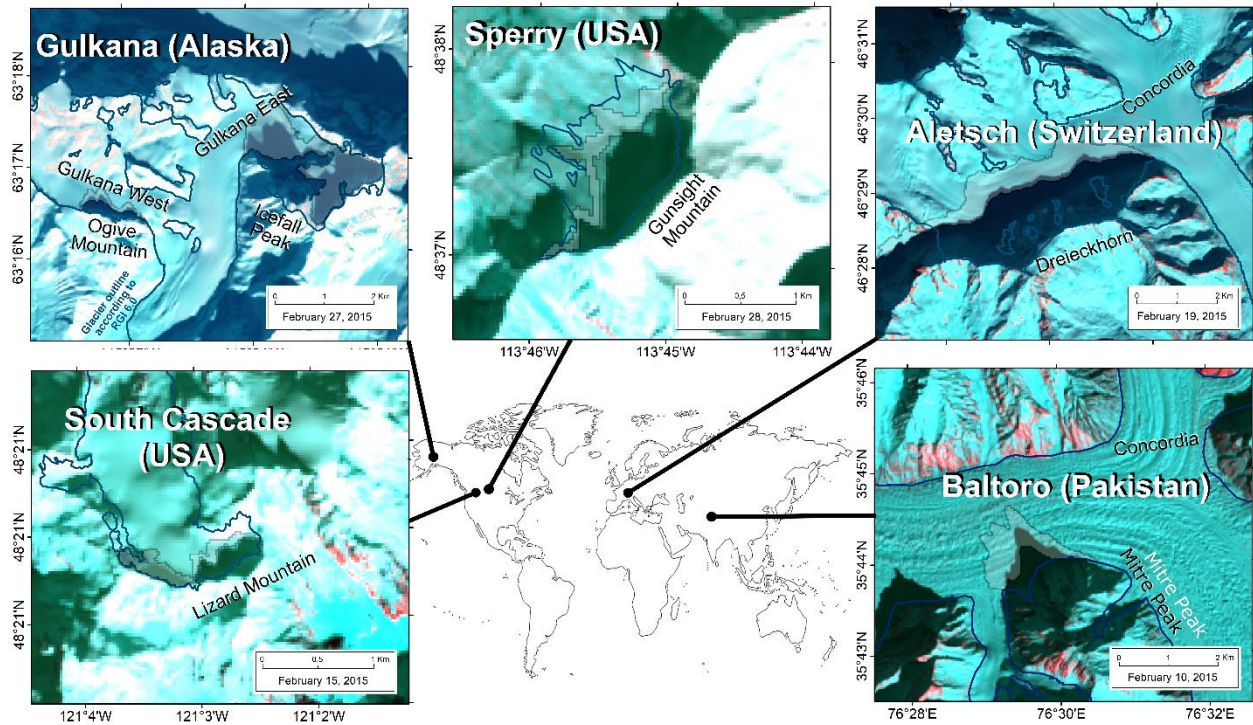 Gulkana (Alaska)
63°18'N
63°17'N
63°16'N
Gulkana East
Gulkana West
Ogive
Mountain
Icefall
Peak
Glacier outline
according to
RGI 6.0
0 1 2 Km
February 27, 2015
Sperry (USA)
48°38'N
48°37'N
Gunsight
Mountain
0 0,5 1 Km
February 28, 2015
113°46'W
113°45'W
113°44'W
46°31'N
46°30'N
46°29'N
46°28'N
Concordia
Aletsch (Switzerland)
Dreieckhorn
0 1 2 Km
February 19, 2015
South Cascade
(USA)
48°21'N
48°21'N
48°21'N
Lizard Mountain
0 0.5 1 Km
February 15, 2015
121°4'W
121°3'W
121°2'W
35°46'N
35°45'N
35°44'N
35°43'N
Concordia
Baltoro (Pakistan)
Mitre Peak
Mitre Peak
0 1 2 Km
February 10, 2015
76°28'E
76°30'E
76°32'E